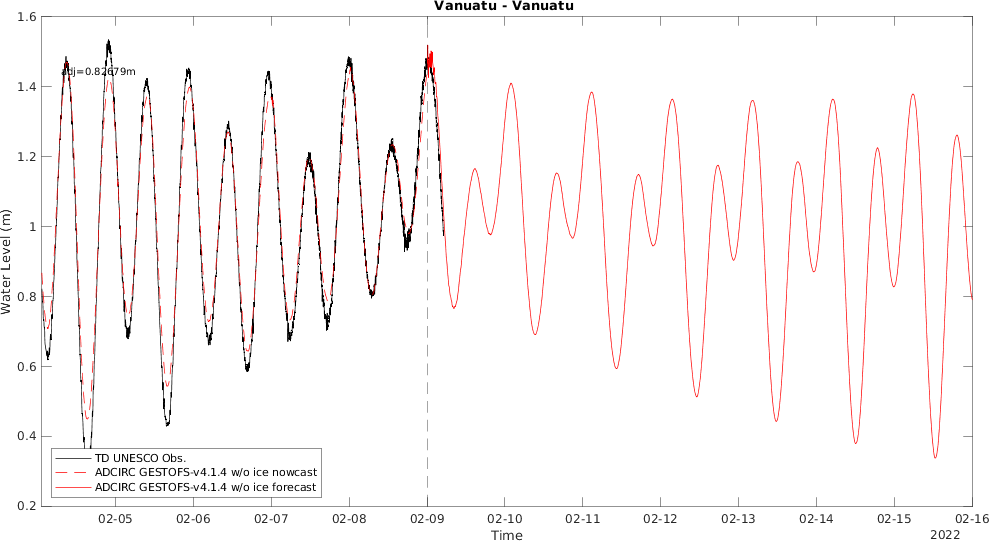 Vanuatu - Vanuatu
1.6
1.4
1.2
1
0.8
0.6
0.4
0.2
Water Level (m)
adj=0.82679m
TD UNESCO Obs.
ADCIRC GESTOFS-v4.1.4 w/o ice nowcast
ADCIRC GESTOFS-v4.1.4 w/o ice forecast
02-05 02-06 02-07 02-08 02-09 02-10 02-11 02-12 02-13 02-14 02-15 02-16
Time
2022